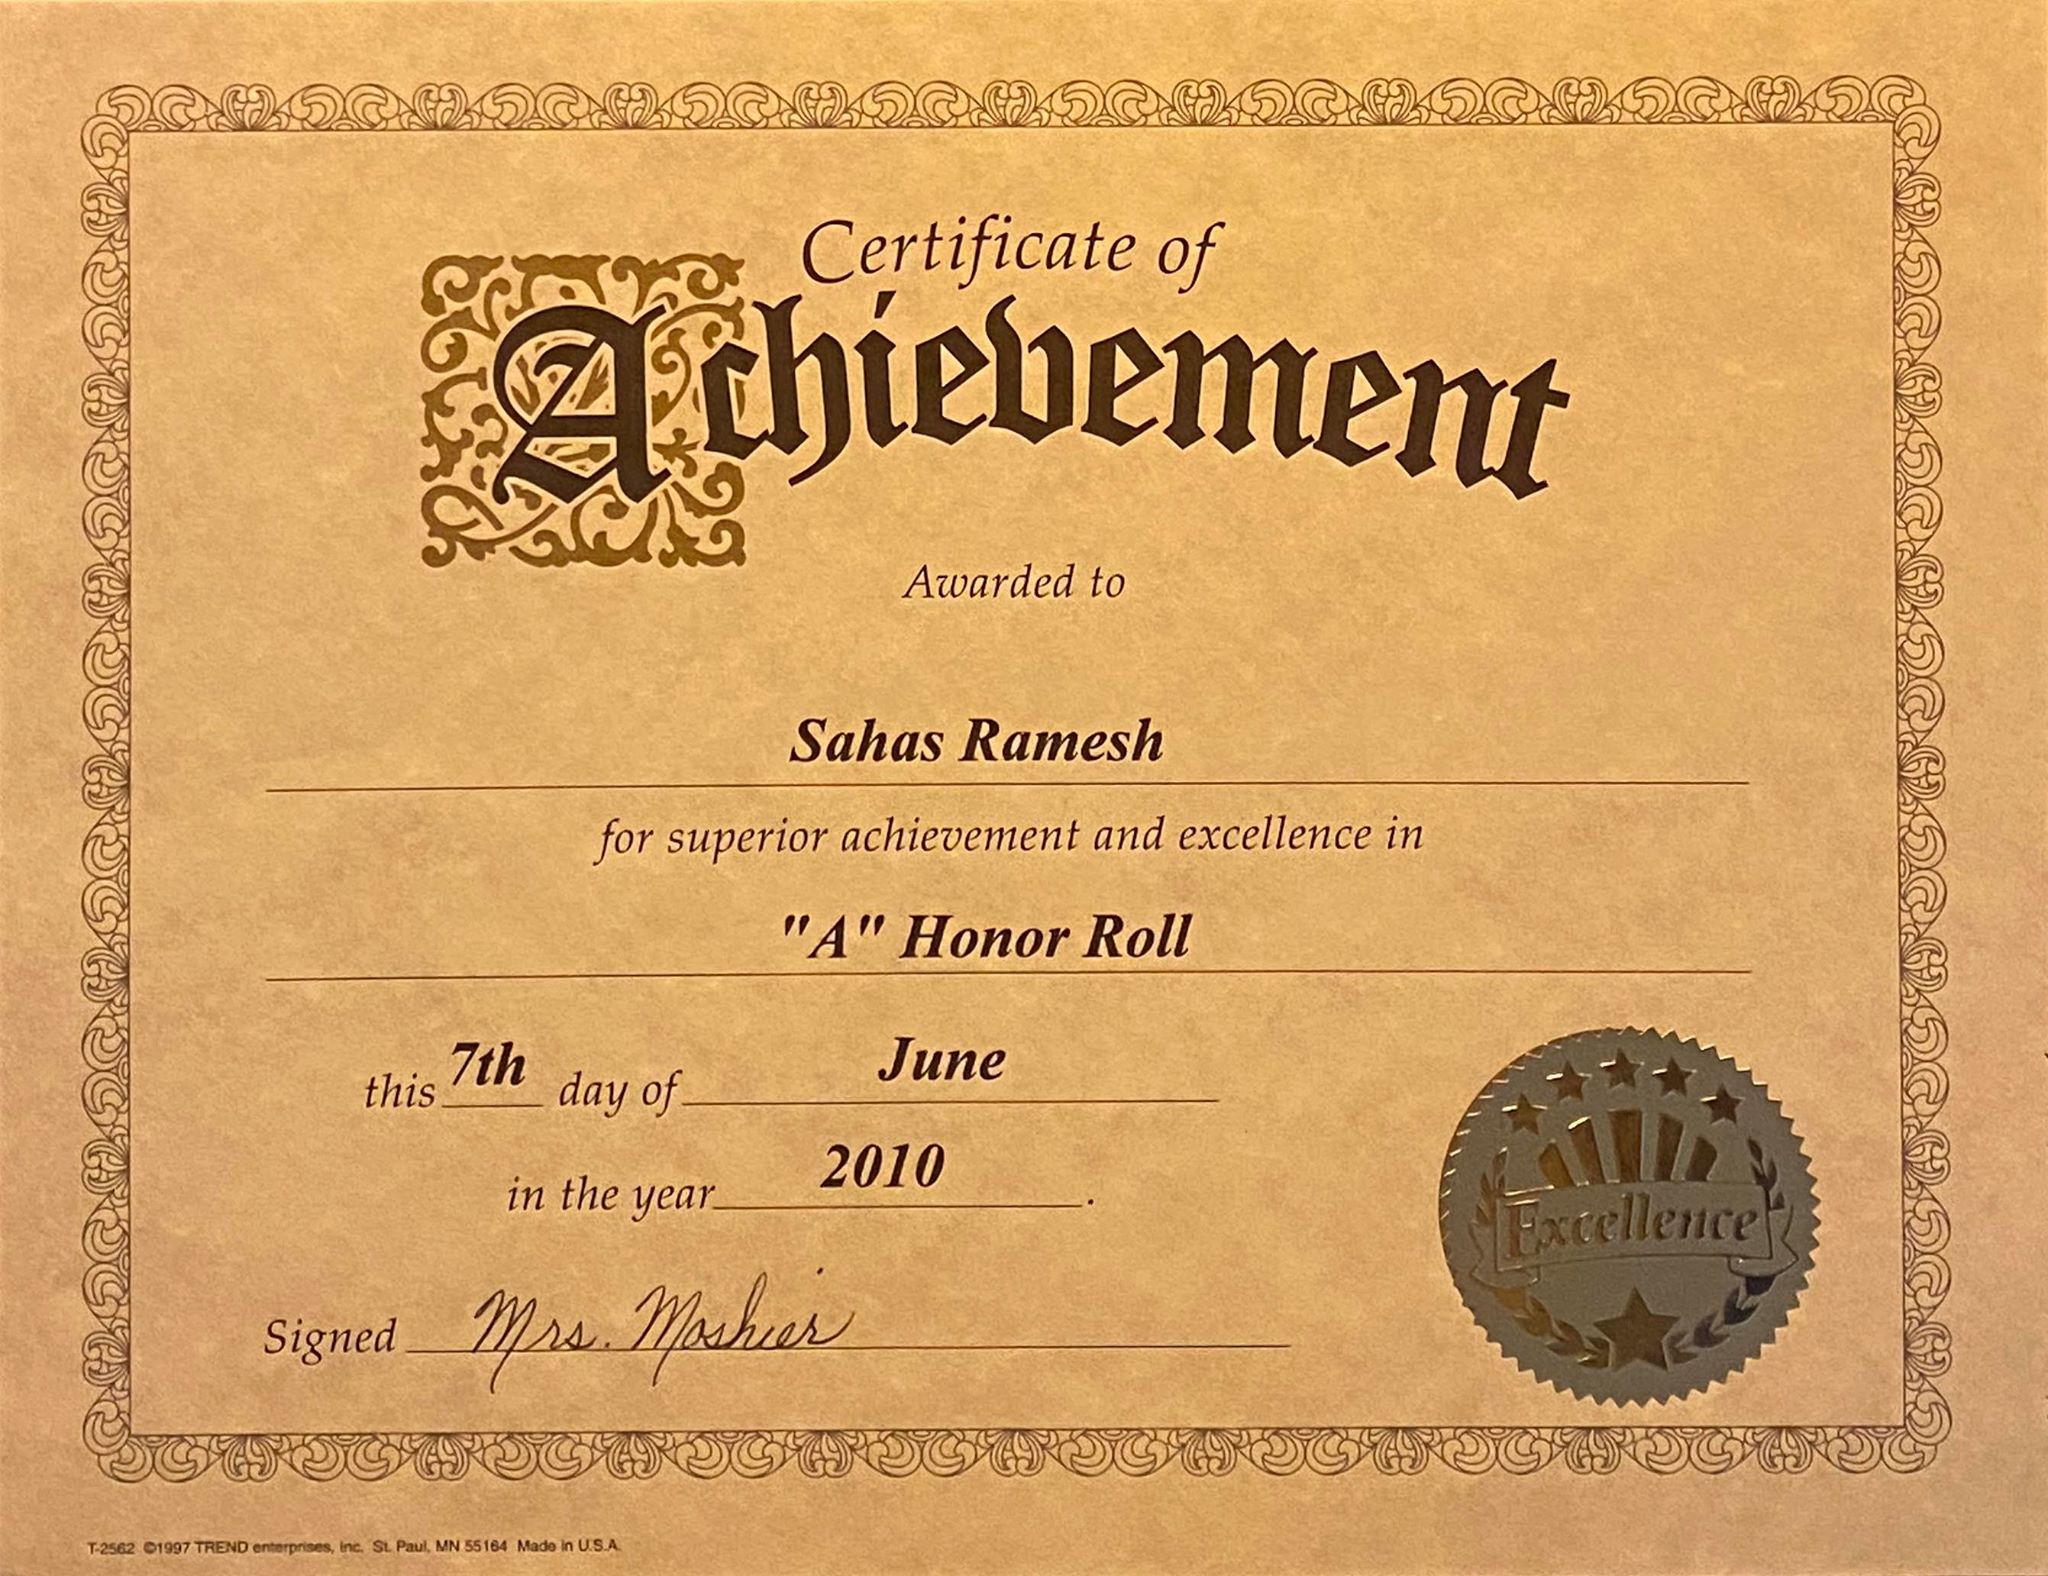 Certificate of
Achievement
Awarded to
Sahas Ramesh
for superior achievement and excellence in
"A" Honor Roll
this 7th day of June
in the year 2010.
Excellence
Signed Mrs. Moshier
T-2562 ©1997 TREND enterprises, Inc. St. Paul, MN 55164 Made in U.S.A.